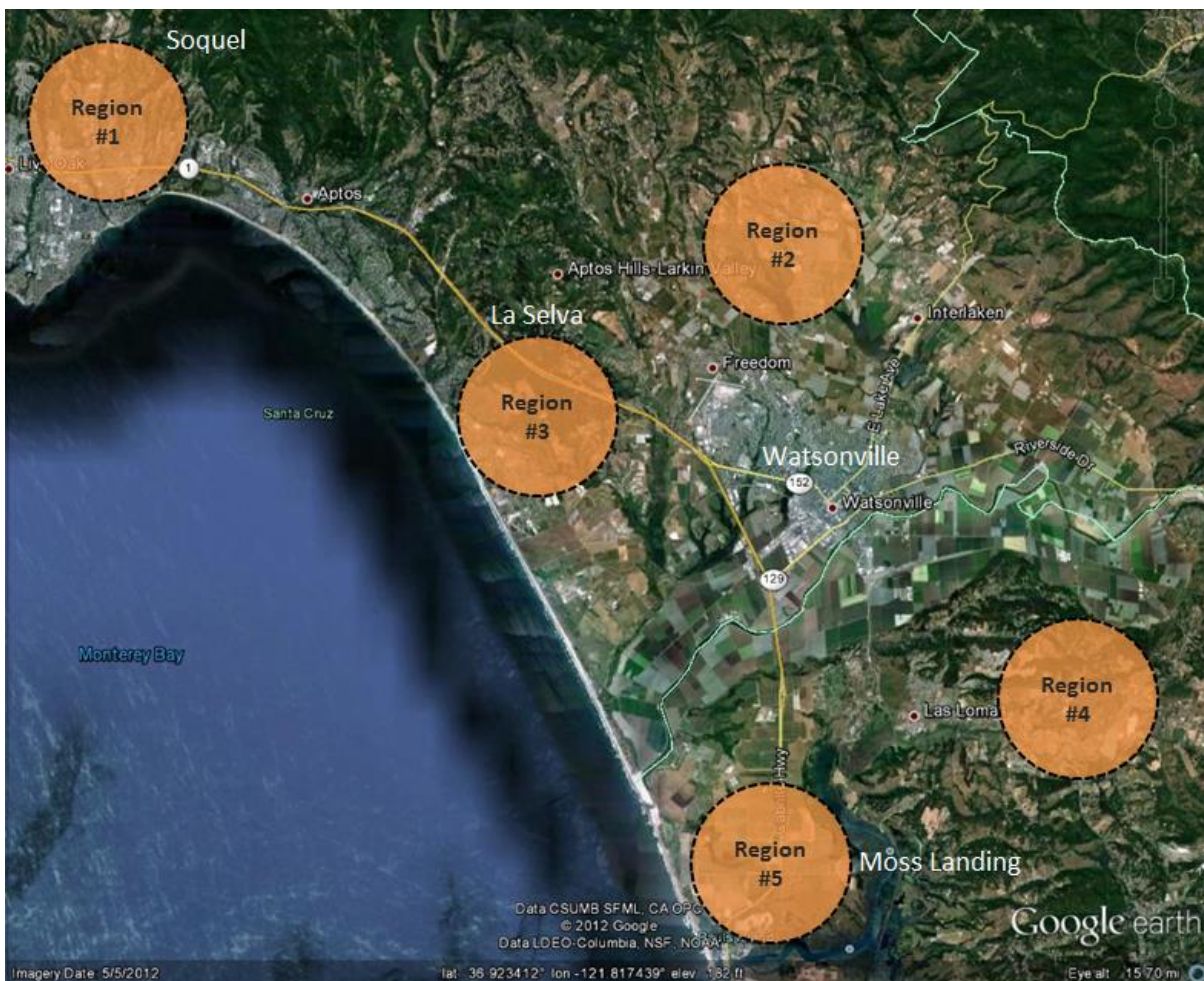 Soquel
Region
#1
1
Aptos
Region
#2
Aptos Hills-Larkin Valley
Interlaken
La Selva
Freedom
E Lake Ave
Region
#3
Santa Cruz
Riverside Dr
Watsonville
152
Watsonville
129
Monterey Bay
Region
#4
Las Loma
Region
#5
Moss Landing
Data CSUMB SFML, CA OPC
© 2012 Google
Data LDEO-Columbia, NSF, NOAA
Google earth
Imagery Date: 5/5/2012
lat 36.923412° lon -121.817439° elev 182 ft
Eye alt 15.70 mi